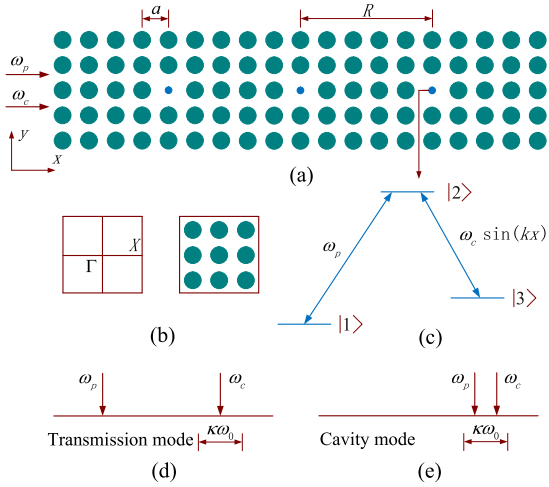 a
R
ω_p
ω_c
y
x
(a)
|2⟩
ω_p
ω_c sin(kx)
X
Γ
|1⟩
|3⟩
(b)
(c)
ω_p
ω_c
ω_p
ω_c
Transmission mode
κω_0
Cavity mode
κω_0
(d)
(e)